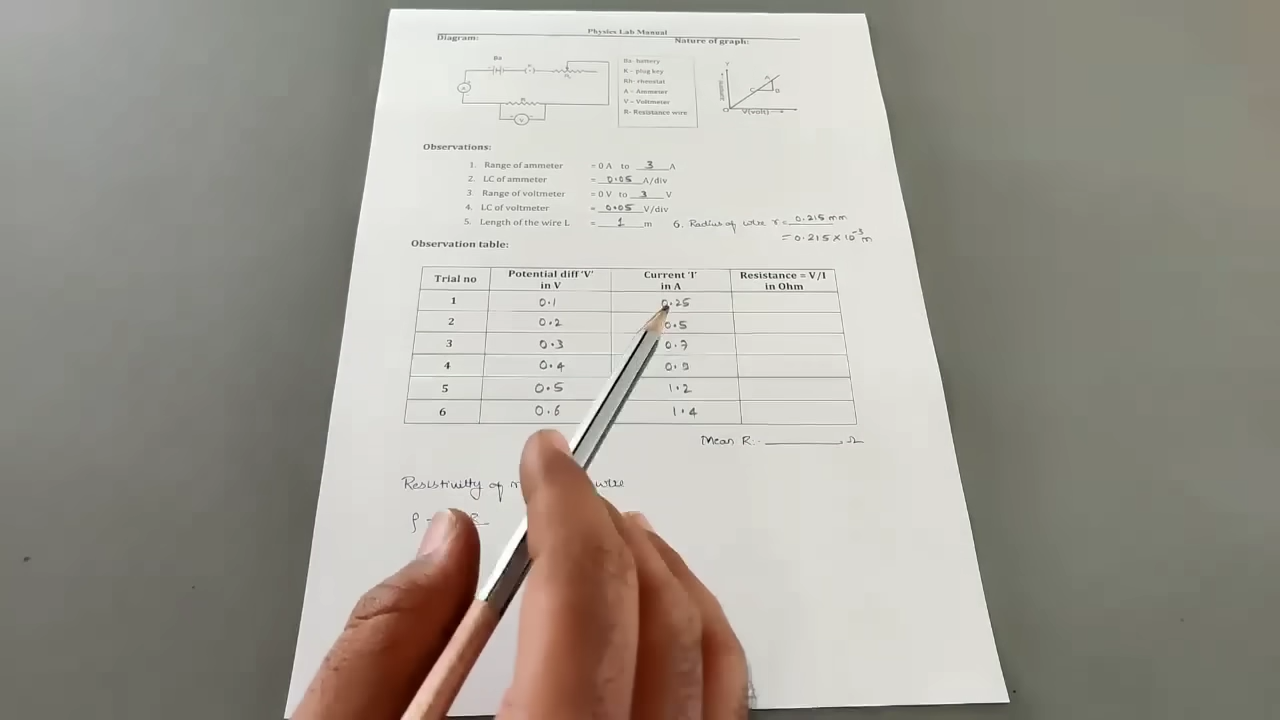 Physics Lab Manual
Diagram:
Nature of graph:
Ba
Ba- battery
K – plug key
Rh- rheostat
A – Ammeter
V – Voltmeter
R- Resistance wire
Y
A
C
B
O
V(volt)
A
R
V
Observations:
1. Range of ammeter = 0 A to 3 A
2. LC of ammeter = 0.05 A/div
3. Range of voltmeter = 0 V to 3 V
4. LC of voltmeter = 0.05 V/div
5. Length of the wire L = 1 m 6. Radius of wire r = 0.215 mm
= 0.215 × 10⁻³ m
Observation table:
Trial no Potential diff 'V' in V Current 'I' in A Resistance = V/I in Ohm
1 0.1 0.25
2 0.2 0.5
3 0.3 0.7
4 0.4 0.9
5 0.5 1.2
6 0.6 1.4
Mean R: - Ω
Resistivity of wire
ρ =